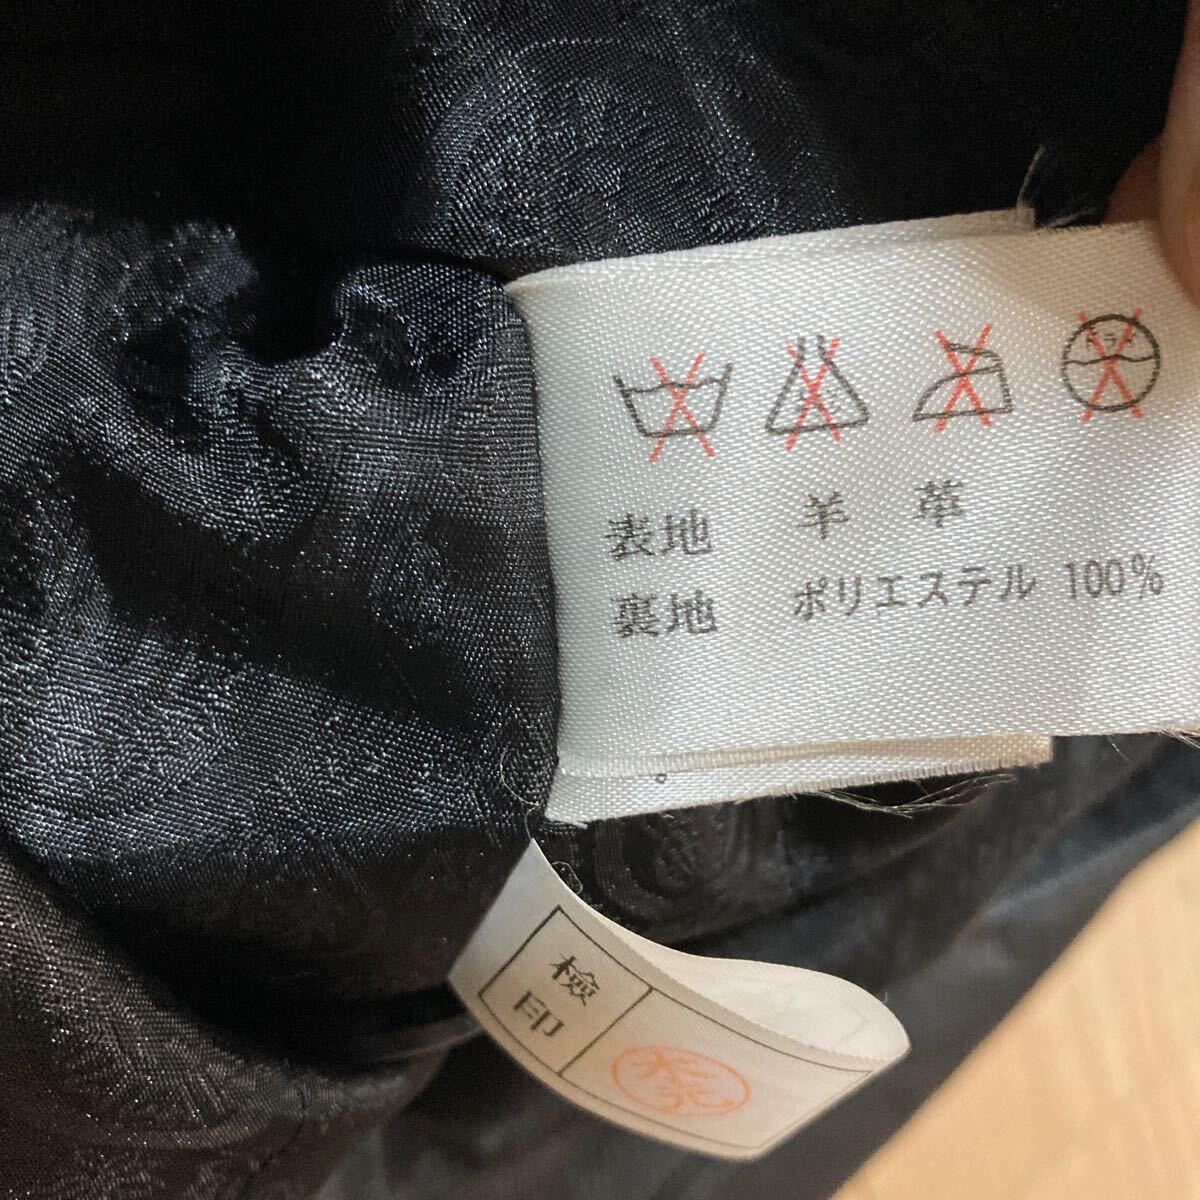 表地 羊 革
裏地 ポリエステル 100%
検
印